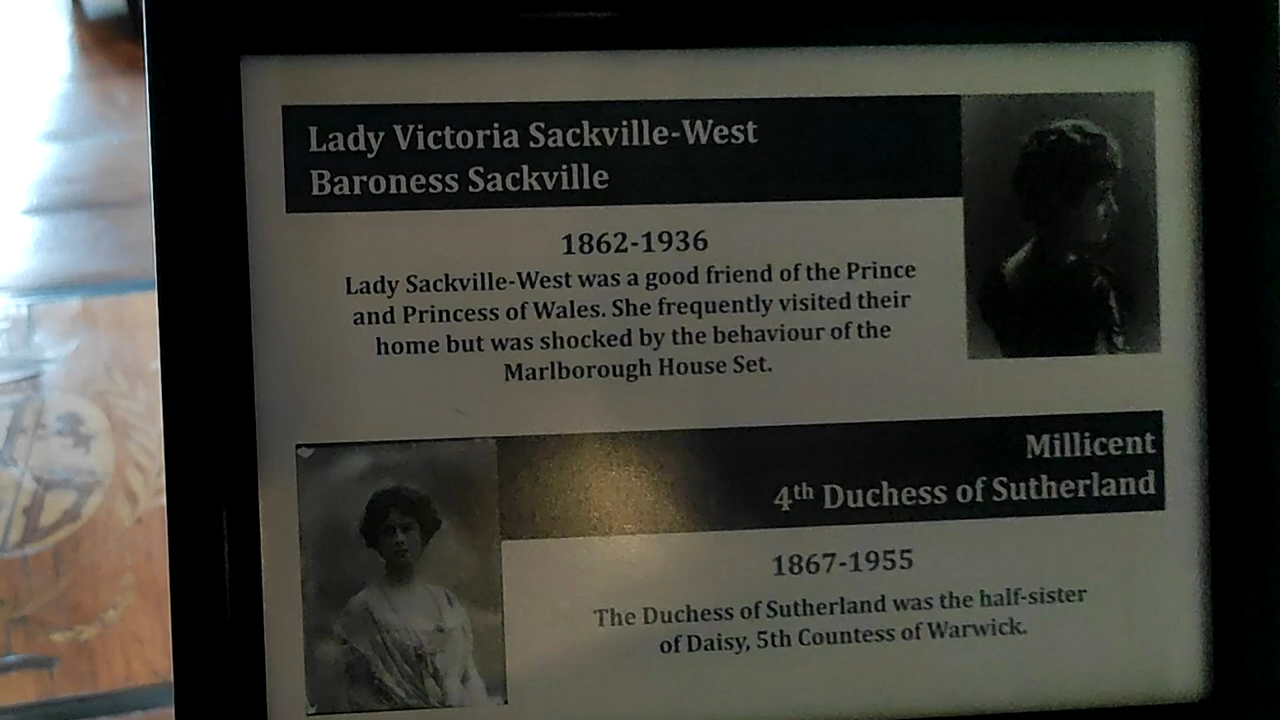 Lady Victoria Sackville-West
Baroness Sackville
1862-1936
Lady Sackville-West was a good friend of the Prince
and Princess of Wales. She frequently visited their
home but was shocked by the behaviour of the
Marlborough House Set.
Millicent
4th Duchess of Sutherland
1867-1955
The Duchess of Sutherland was the half-sister
of Daisy, 5th Countess of Warwick.